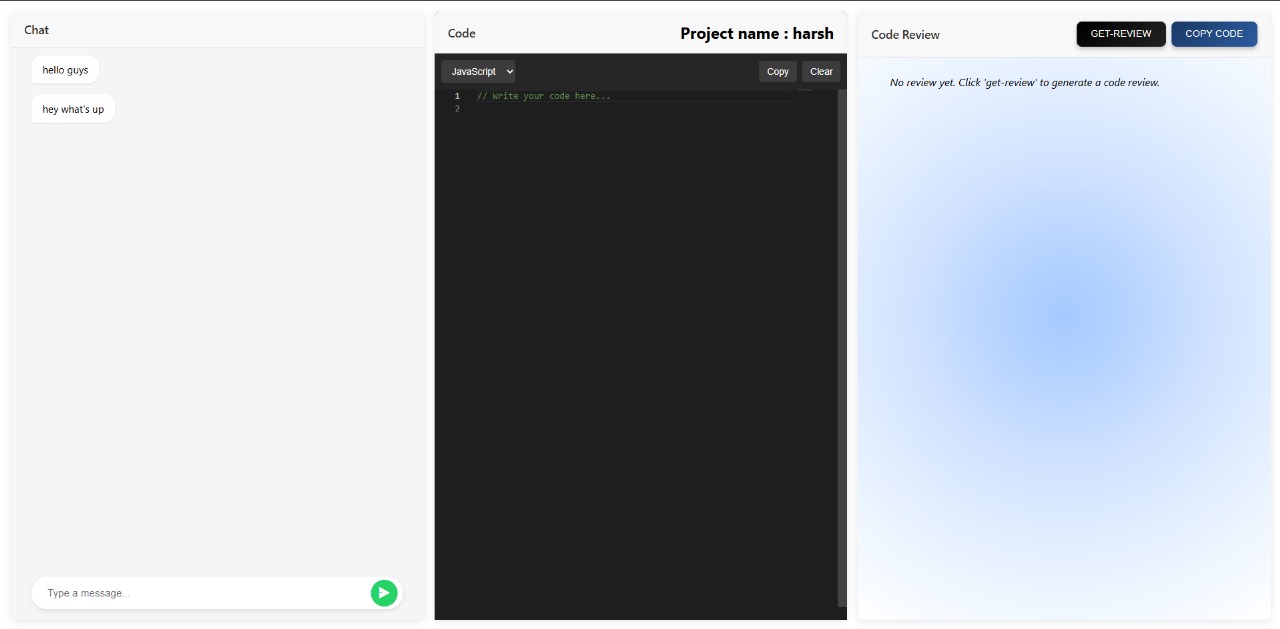 Chat
hello guys
hey what's up
Type a message...
Code
Project name : harsh
JavaScript
Copy
Clear
1 // Write your code here...
2
Code Review
GET-REVIEW
COPY CODE
No review yet. Click 'get-review' to generate a code review.